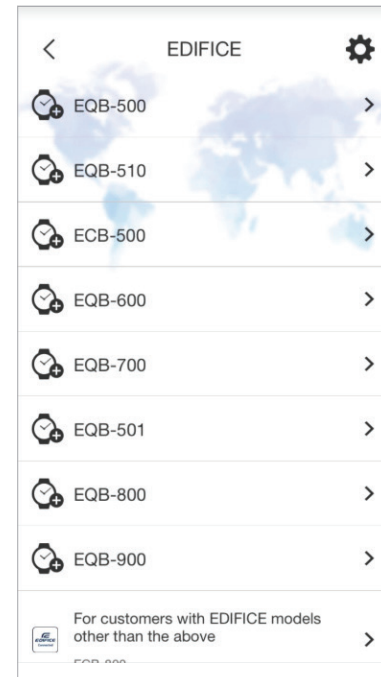 EDIFICE
EQB-500
EQB-510
ECB-500
EQB-600
EQB-700
EQB-501
EQB-800
EQB-900
For customers with EDIFICE models
other than the above
EDIFICE